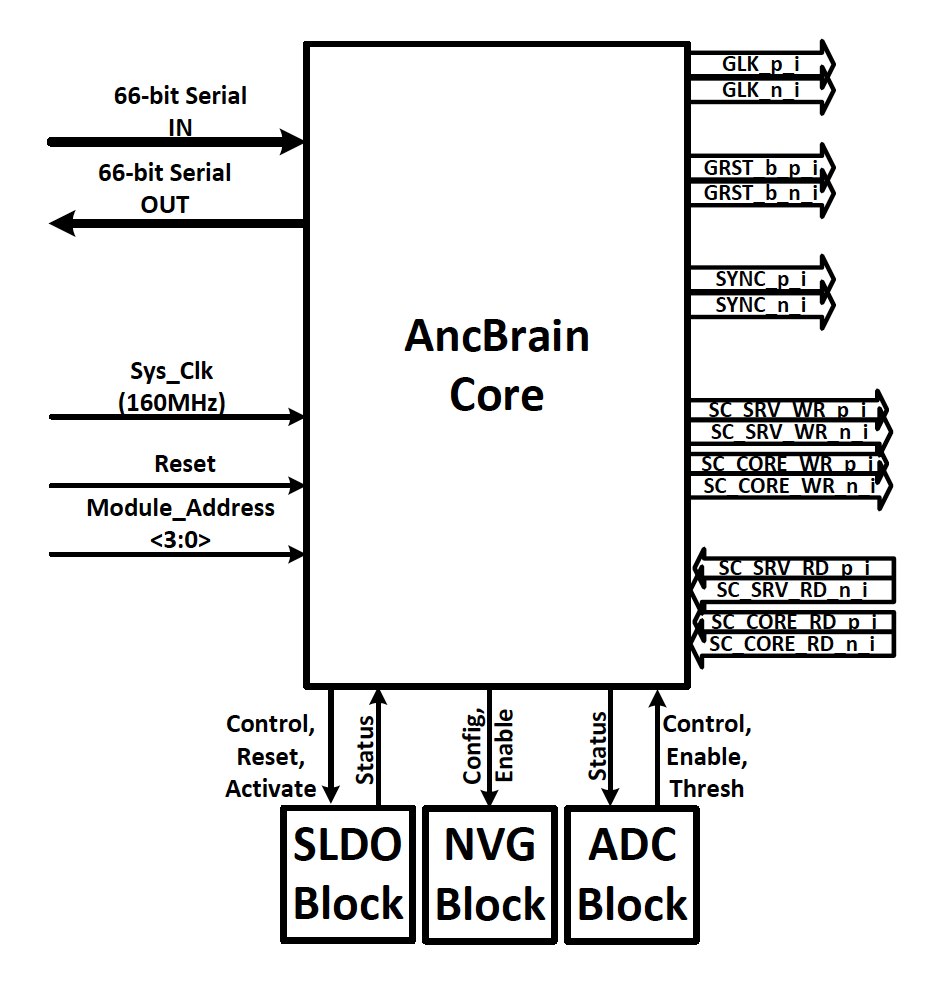 66-bit Serial
IN
66-bit Serial
OUT
Sys_Clk
(160MHz)
Reset
Module_Address
<3:0>
AncBrain
Core
GLK_p_i
GLK_n_i
GRST_b_p_i
GRST_b_n_i
SYNC_p_i
SYNC_n_i
SC_SRV_WR_p_i
SC_SRV_WR_n_i
SC_CORE_WR_p_i
SC_CORE_WR_n_i
SC_SRV_RD_p_i
SC_SRV_RD_n_i
SC_CORE_RD_p_i
SC_CORE_RD_n_i
Control,
Reset,
Activate
Status
Config,
Enable
Status
Control,
Enable,
Thresh
SLDO
Block
NVG
Block
ADC
Block